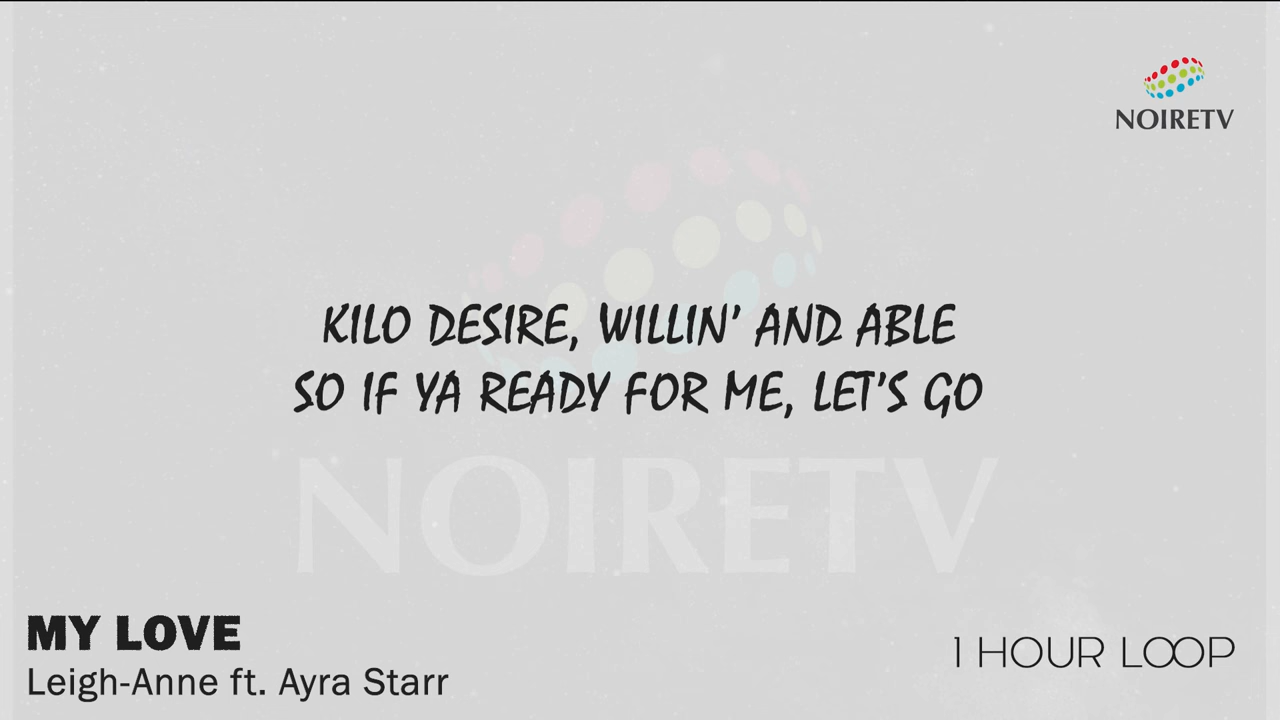 NOIRETV
KILO DESIRE, WILLIN' AND ABLE
SO IF YA READY FOR ME, LET'S GO
NOIRETV
MY LOVE
Leigh-Anne ft. Ayra Starr
1 HOUR LOOP